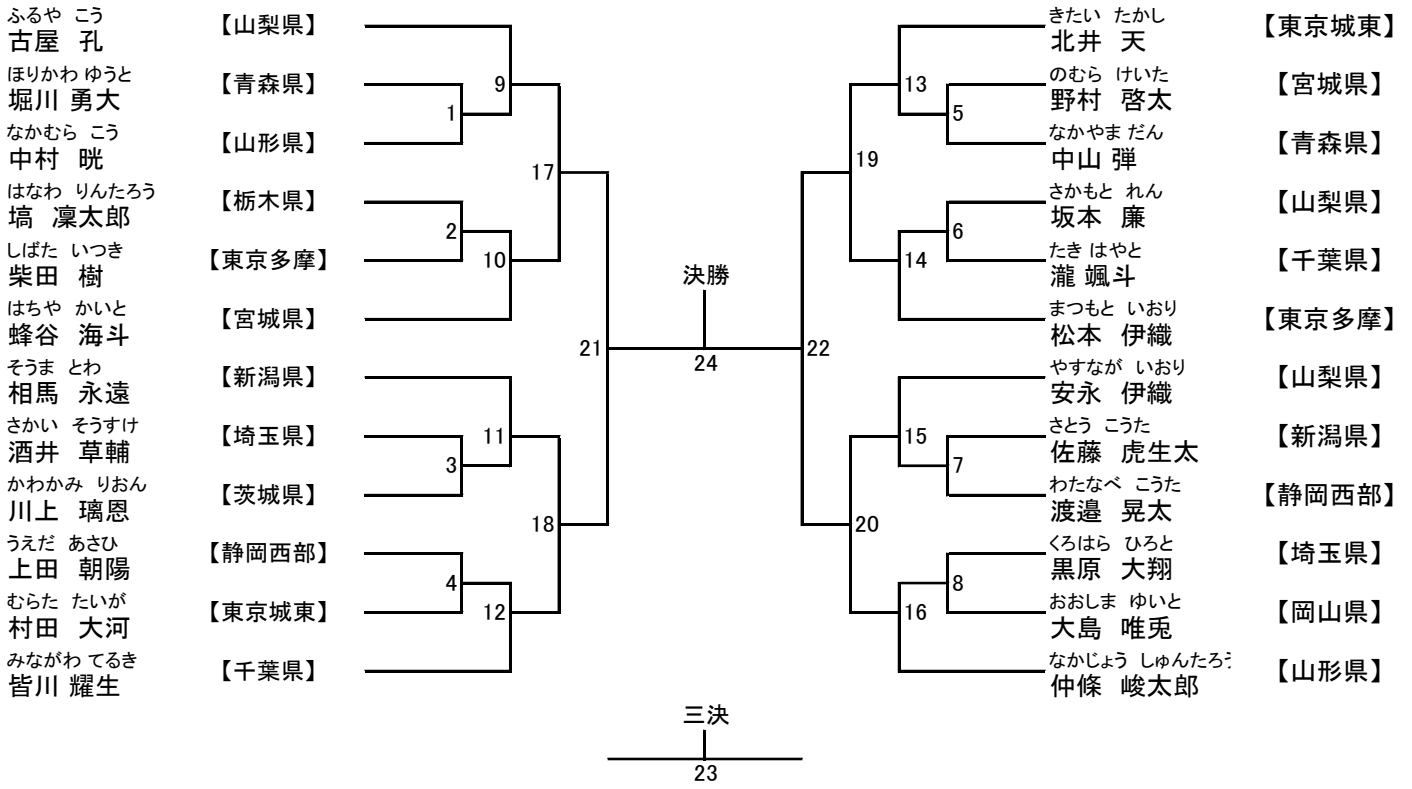 ふるや こう
古屋 孔 【山梨県】
ほりかわ ゆうと
堀川 勇大 【青森県】
なかむら こう
中村 晄 【山形県】
はなわ りんたろう
塙 凜太郎 【栃木県】
しばた いつき
柴田 樹 【東京多摩】
はちや かいと
蜂谷 海斗 【宮城県】
そうま とわ
相馬 永遠 【新潟県】
さかい そうすけ
酒井 草輔 【埼玉県】
かわかみ りおん
川上 璃恩 【茨城県】
うえだ あさひ
上田 朝陽 【静岡西部】
むらた たいが
村田 大河 【東京城東】
みながわ てるき
皆川 耀生 【千葉県】
1
2
3
4
9
10
11
12
17
18
21
決勝
24
三決
23
22
19
20
13
14
15
16
5
6
7
8
きたい たかし
北井 天 【東京城東】
のむら けいた
野村 啓太 【宮城県】
なかやま だん
中山 弾 【青森県】
さかもと れん
坂本 廉 【山梨県】
たき はやと
瀧 颯斗 【千葉県】
まつもと いおり
松本 伊織 【東京多摩】
やすなが いおり
安永 伊織 【山梨県】
さとう こうた
佐藤 虎生太 【新潟県】
わたなべ こうた
渡邉 晃太 【静岡西部】
くろはら ひろと
黒原 大翔 【埼玉県】
おおしま ゆいと
大島 唯兎 【岡山県】
なかじょう しゅんたろう
仲條 峻太郎 【山形県】